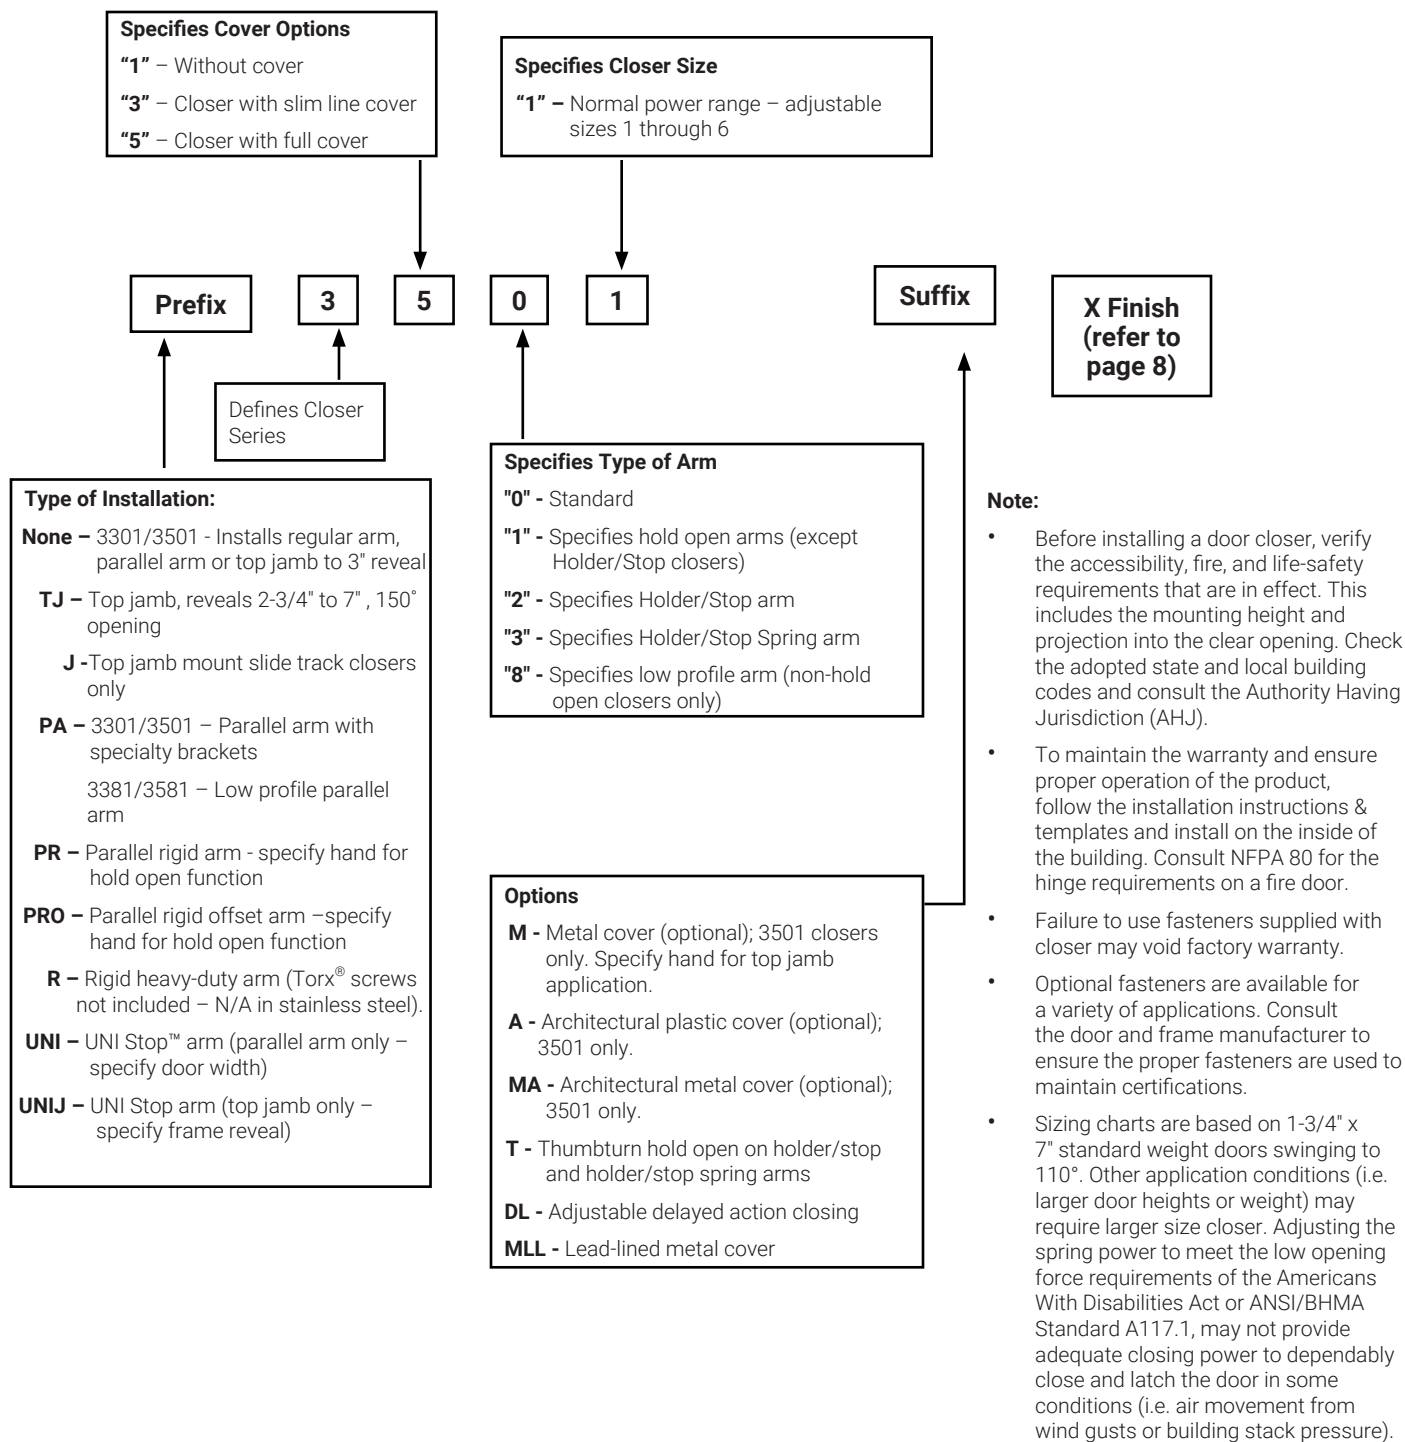 Specifies Cover Options
“1” – Without cover
“3” – Closer with slim line cover
“5” – Closer with full cover
Specifies Closer Size
“1” – Normal power range – adjustable
sizes 1 through 6
Prefix
3
5
0
1
Suffix
X Finish
(refer to
page 8)
Defines Closer
Series
Type of Installation:
None – 3301/3501 - Installs regular arm,
parallel arm or top jamb to 3" reveal
TJ – Top jamb, reveals 2-3/4" to 7" , 150˚
opening
J -Top jamb mount slide track closers
only
PA – 3301/3501 – Parallel arm with
specialty brackets
3381/3581 – Low profile parallel
arm
PR – Parallel rigid arm - specify hand for
hold open function
PRO – Parallel rigid offset arm –specify
hand for hold open function
R – Rigid heavy-duty arm (Torx® screws
not included – N/A in stainless steel).
UNI – UNI Stop™ arm (parallel arm only –
specify door width)
UNIJ – UNI Stop arm (top jamb only –
specify frame reveal)
Specifies Type of Arm
"0" - Standard
"1" - Specifies hold open arms (except
Holder/Stop closers)
"2" - Specifies Holder/Stop arm
"3" - Specifies Holder/Stop Spring arm
"8" - Specifies low profile arm (non-hold
open closers only)
Options
M - Metal cover (optional); 3501 closers
only. Specify hand for top jamb
application.
A - Architectural plastic cover (optional);
3501 only.
MA - Architectural metal cover (optional);
3501 only.
T - Thumbturn hold open on holder/stop
and holder/stop spring arms
DL - Adjustable delayed action closing
MLL - Lead-lined metal cover
Note:
• Before installing a door closer, verify
the accessibility, fire, and life-safety
requirements that are in effect. This
includes the mounting height and
projection into the clear opening. Check
the adopted state and local building
codes and consult the Authority Having
Jurisdiction (AHJ).
• To maintain the warranty and ensure
proper operation of the product,
follow the installation instructions &
templates and install on the inside of
the building. Consult NFPA 80 for the
hinge requirements on a fire door.
• Failure to use fasteners supplied with
closer may void factory warranty.
• Optional fasteners are available for
a variety of applications. Consult
the door and frame manufacturer to
ensure the proper fasteners are used to
maintain certifications.
• Sizing charts are based on 1-3/4" x
7" standard weight doors swinging to
110°. Other application conditions (i.e.
larger door heights or weight) may
require larger size closer. Adjusting the
spring power to meet the low opening
force requirements of the Americans
With Disabilities Act or ANSI/BHMA
Standard A117.1, may not provide
adequate closing power to dependably
close and latch the door in some
conditions (i.e. air movement from
wind gusts or building stack pressure).